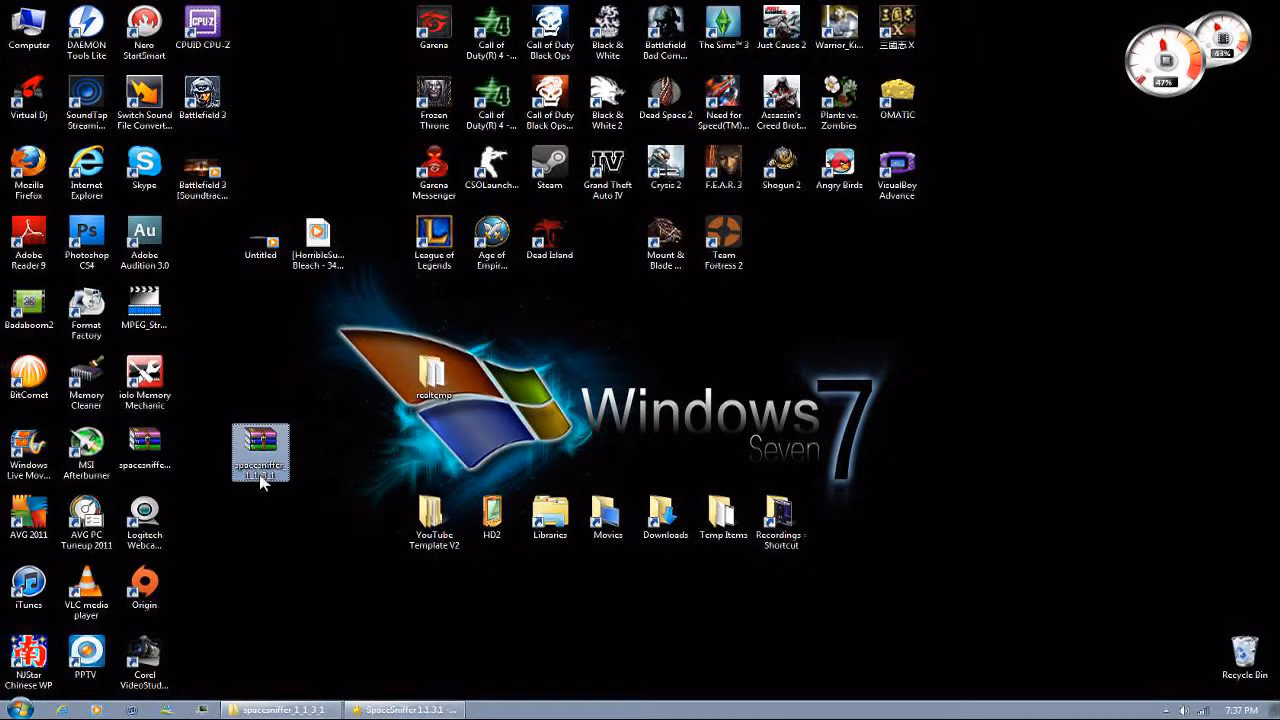 Computer
DAEMON
Tools Lite
Nero
StartSmart
CPUID CPU-Z
Garena
Call of
Duty(R) 4 -...
Call of Duty
Black Ops
Black &
White
Battlefield
Bad Com...
The Sims™ 3
Just Cause 2
Warrior_Ki...
三國志X
47%
43%
Virtual Dj
SoundTap
Streami...
Switch Sound
File Convert...
Battlefield 3
Frozen
Throne
Call of
Duty(R) 4 -...
Call of Duty
Black Ops...
Black &
White 2
Dead Space 2
Need for
Speed(TM)...
Assassin's
Creed Brot...
Plants vs.
Zombies
OMATIC
Mozilla
Firefox
Internet
Explorer
Skype
Battlefield 3
[Soundtrac...
Garena
Messenger
CSOLaunch...
Steam
Grand Theft
Auto IV
Crysis 2
F.E.A.R. 3
Shogun 2
Angry Birds
VisualBoy
Advance
Adobe
Reader 9
Photoshop
CS4
Adobe
Audition 3.0
Untitled
[HorribleSu...
Bleach - 34...
League of
Legends
Age of
Empir...
Dead Island
Mount &
Blade ...
Team
Fortress 2
Badaboom2
Format
Factory
MPEG_Str...
BitComet
Memory
Cleaner
iolo Memory
Mechanic
realtemp
Windows 7
Seven
Windows
Live Mov...
MSI
Afterburner
spacesniffe...
spacesniffer_
1_1_3_1
AVG 2011
AVG PC
Tuneup 2011
Logitech
Webca...
YouTube
Template V2
HD2
Libraries
Movies
Downloads
Temp Items
Recordings -
Shortcut
iTunes
VLC media
player
Origin
NJStar
Chinese WP
PPTV
Corel
VideoStud...
Recycle Bin
spacesniffer_1_1_3_1
SpaceSniffer 1.1.3.1 -...
7:37 PM